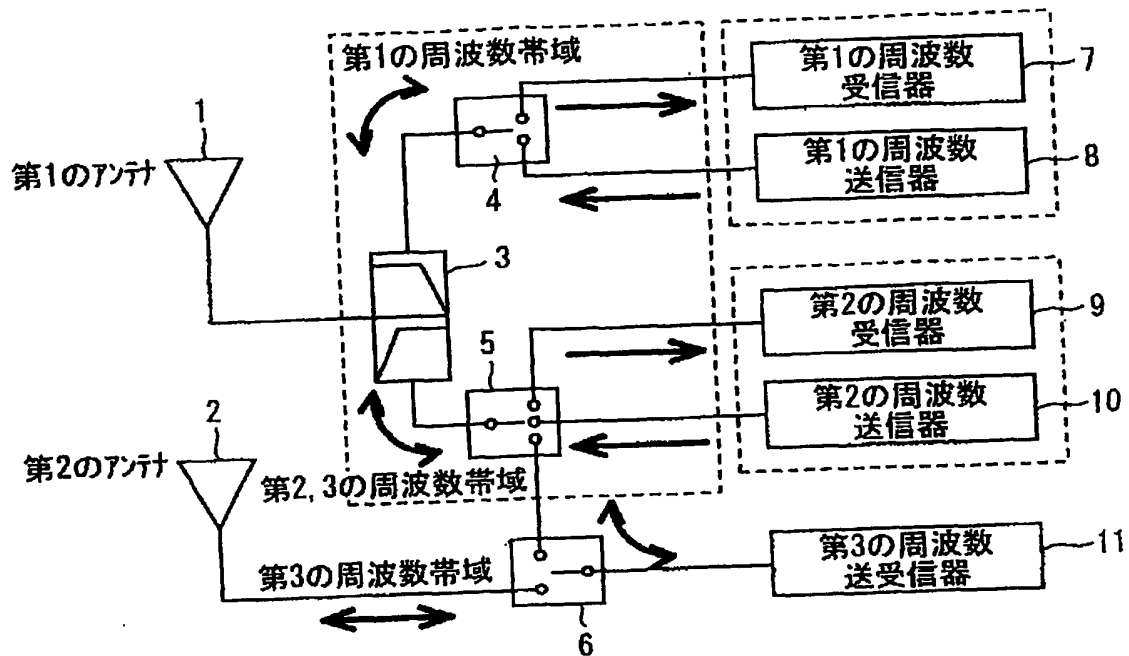 第1の周波数帯域
第1の周波数
受信器
7
1
第1のアンテナ
4
第1の周波数
送信器
8
3
第2の周波数
受信器
9
5
第2の周波数
送信器
10
2
第2のアンテナ
第2,3の周波数帯域
第3の周波数帯域
6
第3の周波数
送受信器
11